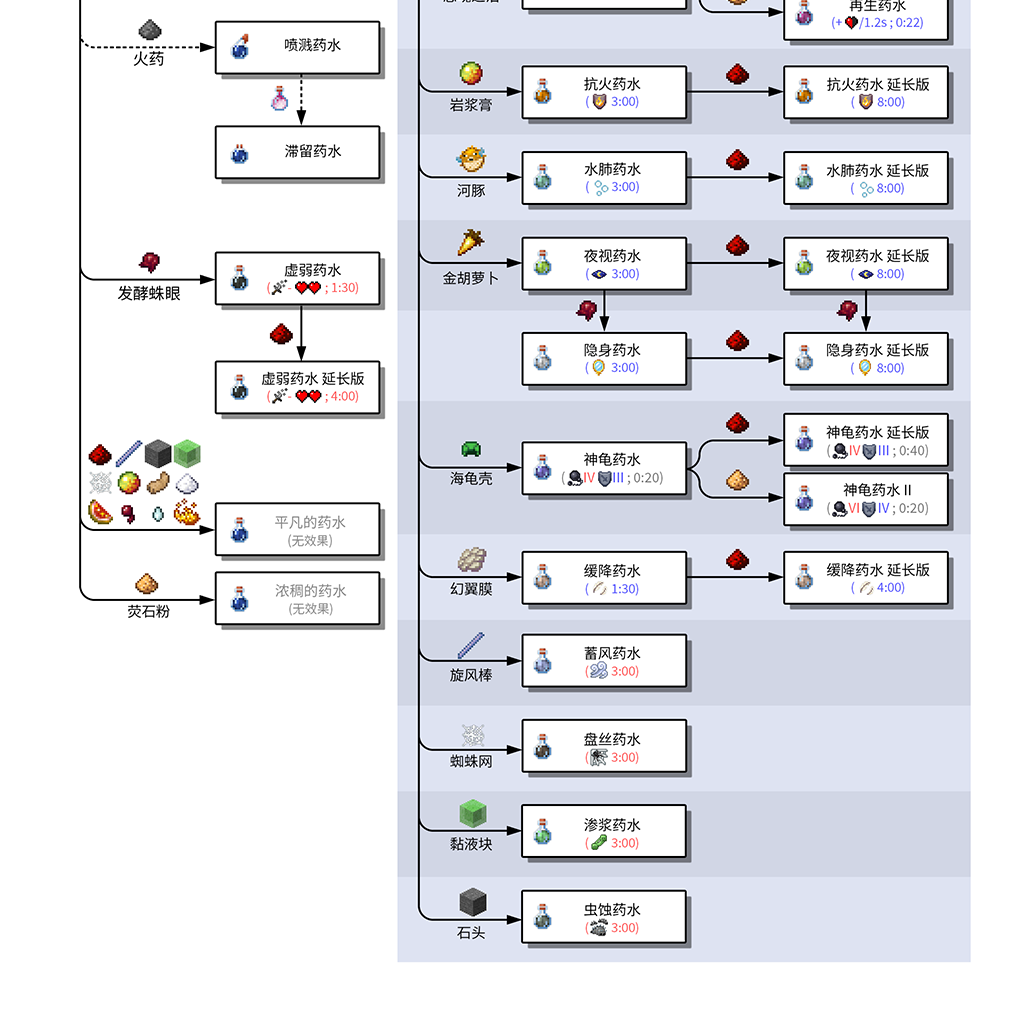 再生药水
(+ /1.2s ; 0:22)
火药
喷溅药水
滞留药水
发酵蛛眼
虚弱药水
( - ; 1:30)
虚弱药水 延长版
( - ; 4:00)
平凡的药水
(无效果)
荧石粉
浓稠的药水
(无效果)
岩浆膏
抗火药水
( 3:00)
抗火药水 延长版
( 8:00)
河豚
水肺药水
( 3:00)
水肺药水 延长版
( 8:00)
金胡萝卜
夜视药水
( 3:00)
夜视药水 延长版
( 8:00)
隐身药水
( 3:00)
隐身药水 延长版
( 8:00)
海龟壳
神龟药水
( IV III ; 0:20)
神龟药水 延长版
( IV III ; 0:40)
神龟药水 II
( VI IV ; 0:20)
幻翼膜
缓降药水
( 1:30)
缓降药水 延长版
( 4:00)
旋风棒
蓄风药水
( 3:00)
蜘蛛网
盘丝药水
( 3:00)
黏液块
渗浆药水
( 3:00)
石头
虫蚀药水
( 3:00)